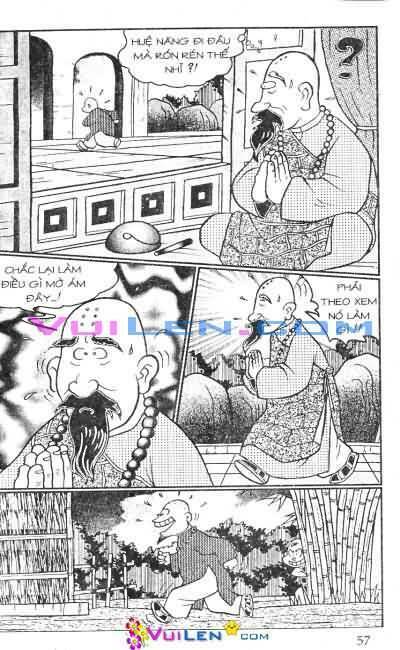 HUỆ NĂNG ĐI ĐÂU
MÀ RÓN RÉN THẾ
NHĨ ?!
?
CHẮC LẠI LÀM
ĐIỀU GÌ MỜ ÁM
ĐÂY...!
PHẢI
THEO XEM
NÓ LÀM
VUILEN.COM
VUILEN.COM
57